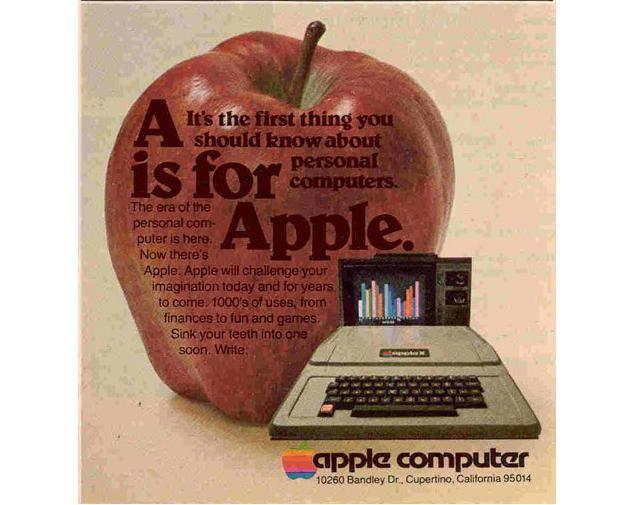 A
is for
Apple.
It's the first thing you
should know about
personal
computers.
The era of the
personal com-
puter is here.
Now there's
Apple. Apple will challenge your
imagination today and for years
to come. 1000's of uses, from
finances to fun and games.
Sink your teeth into one
soon. Write:
apple computer
10260 Bandley Dr., Cupertino, California 95014